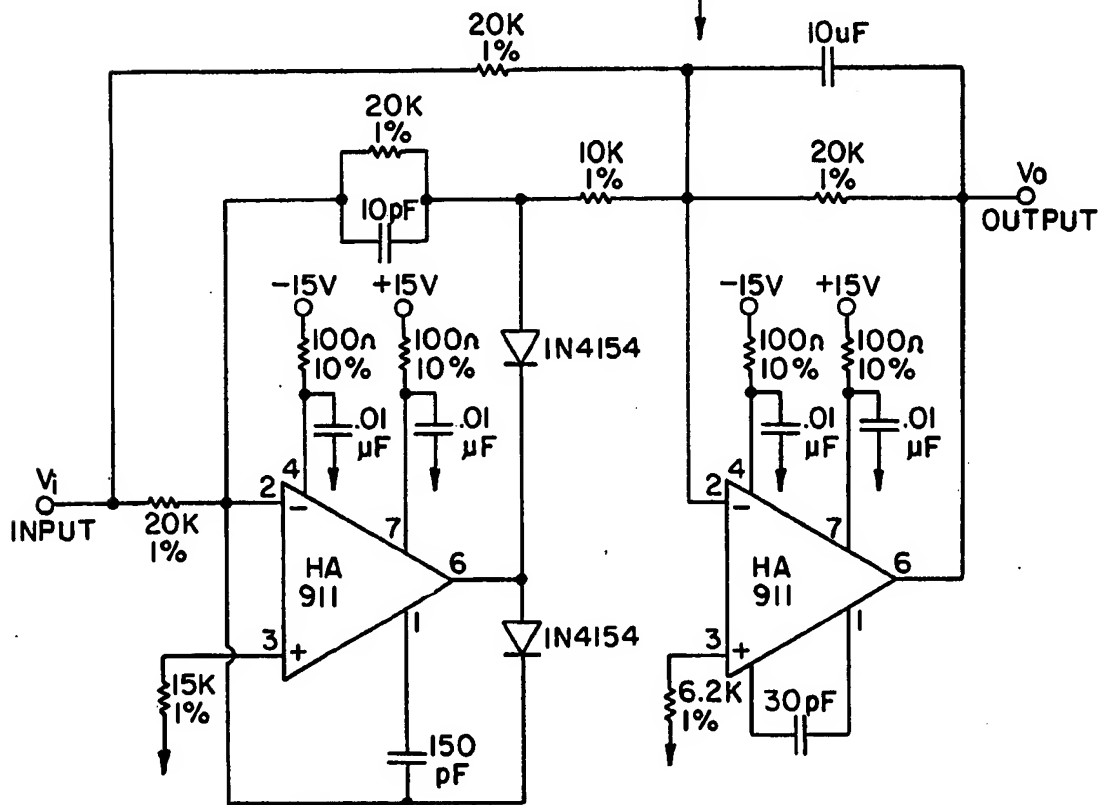 20K
1%
10uF
20K
1%
10pF
10K
1%
20K
1%
Vo
OUTPUT
-15V
+15V
100Ω
10%
100Ω
10%
.01
µF
.01
µF
1N4154
-15V
+15V
100Ω
10%
100Ω
10%
.01
µF
.01
µF
Vi
INPUT
20K
1%
2
-
4
7
HA
911
6
1
3
+
15K
1%
150
pF
1N4154
2
-
4
7
HA
911
6
1
3
+
6.2K
1%
30pF